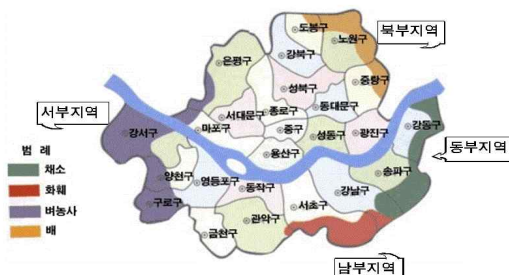 도봉구
노원구
북부지역
은평구
강북구
성북구
중랑구
서대문구
종로구
동대문구
서부지역
강서구
마포구
중구
성동구
광진구
강동구
용산구
동부지역
범 례
채소
화훼
벼농사
배
양천구
영등포구
동작구
강남구
송파구
구로구
서초구
관악구
금천구
남부지역